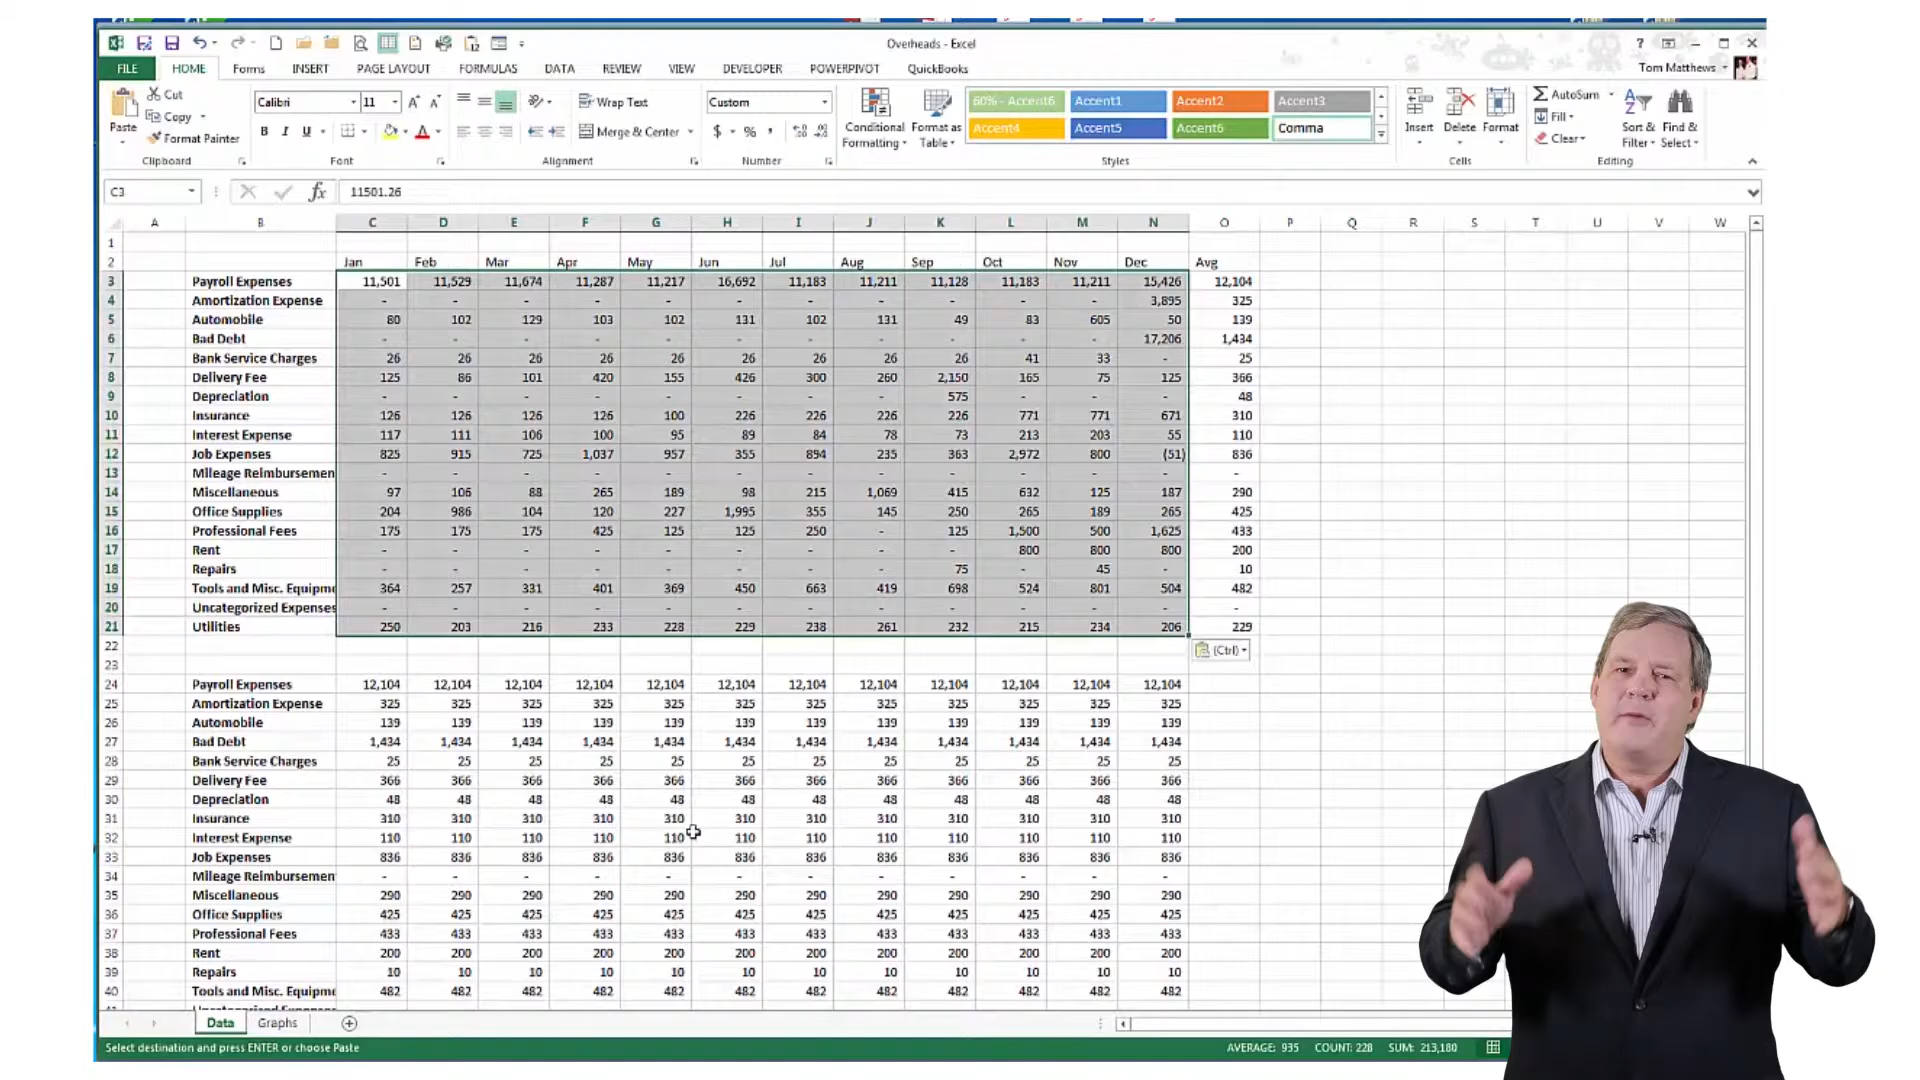 Overheads - Excel
Tom Matthews
FILE HOME Forms INSERT PAGE LAYOUT FORMULAS DATA REVIEW VIEW DEVELOPER POWERPIVOT QuickBooks
Paste
Cut
Copy
Format Painter
Clipboard
Calibri 11
B I U
Font
Wrap Text
Merge & Center
Alignment
Custom
$ % ,
Number
Conditional Formatting
Format as Table
60% - Accent6 Accent1 Accent2 Accent3
Accent4 Accent5 Accent6 Comma
Styles
Insert Delete Format
Cells
AutoSum
Fill
Clear
Sort & Filter
Find & Select
Editing
C3 fx 11501.26
A B C D E F G H I J K L M N O P Q R S T U V W
1
2 Jan Feb Mar Apr May Jun Jul Aug Sep Oct Nov Dec Avg
3 Payroll Expenses 11,501 11,529 11,674 11,287 11,217 16,692 11,183 11,211 11,128 11,183 11,211 15,426 12,104
4 Amortization Expense - - - - - - - - - - - 3,895 325
5 Automobile 80 102 129 103 102 131 102 131 49 83 605 50 139
6 Bad Debt - - - - - - - - - - - 17,206 1,434
7 Bank Service Charges 26 26 26 26 26 26 26 26 26 41 33 - 25
8 Delivery Fee 125 86 101 420 155 426 300 260 2,150 165 75 125 366
9 Depreciation - - - - - - - - 575 - - - 48
10 Insurance 126 126 126 126 100 226 226 226 226 771 771 671 310
11 Interest Expense 117 111 106 100 95 89 84 78 73 213 203 55 110
12 Job Expenses 825 915 725 1,037 957 355 894 235 363 2,972 800 (51) 836
13 Mileage Reimbursemen - - - - - - - - - - - - -
14 Miscellaneous 97 106 88 265 189 98 215 1,069 415 632 125 187 290
15 Office Supplies 204 986 104 120 227 1,995 355 145 250 265 189 265 425
16 Professional Fees 175 175 175 425 125 125 250 - 125 1,500 500 1,625 433
17 Rent - - - - - - - - - 800 800 800 200
18 Repairs - - - - - - - - 75 - 45 - 10
19 Tools and Misc. Equipm 364 257 331 401 369 450 663 419 698 524 801 504 482
20 Uncategorized Expenses - - - - - - - - - - - - -
21 Utilities 250 203 216 233 228 229 238 261 232 215 234 206 229
22 (Ctrl)
23
24 Payroll Expenses 12,104 12,104 12,104 12,104 12,104 12,104 12,104 12,104 12,104 12,104 12,104 12,104
25 Amortization Expense 325 325 325 325 325 325 325 325 325 325 325 325
26 Automobile 139 139 139 139 139 139 139 139 139 139 139 139
27 Bad Debt 1,434 1,434 1,434 1,434 1,434 1,434 1,434 1,434 1,434 1,434 1,434 1,434
28 Bank Service Charges 25 25 25 25 25 25 25 25 25 25 25 25
29 Delivery Fee 366 366 366 366 366 366 366 366 366 366 366 366
30 Depreciation 48 48 48 48 48 48 48 48 48 48 48 48
31 Insurance 310 310 310 310 310 310 310 310 310 310 310 310
32 Interest Expense 110 110 110 110 110 110 110 110 110 110 110 110
33 Job Expenses 836 836 836 836 836 836 836 836 836 836 836 836
34 Mileage Reimbursemen - - - - - - - - - - - -
35 Miscellaneous 290 290 290 290 290 290 290 290 290 290 290 290
36 Office Supplies 425 425 425 425 425 425 425 425 425 425 425 425
37 Professional Fees 433 433 433 433 433 433 433 433 433 433 433 433
38 Rent 200 200 200 200 200 200 200 200 200 200 200 200
39 Repairs 10 10 10 10 10 10 10 10 10 10 10 10
40 Tools and Misc. Equipm 482 482 482 482 482 482 482 482 482 482 482 482
Data Graphs
Select destination and press ENTER or choose Paste AVERAGE: 935 COUNT: 228 SUM: 213,180